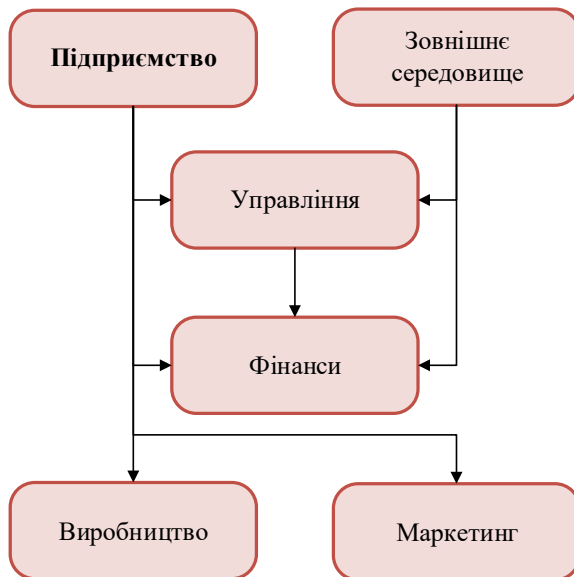 Підприємство
Зовнішнє
середовище
Управління
Фінанси
Виробництво
Маркетинг